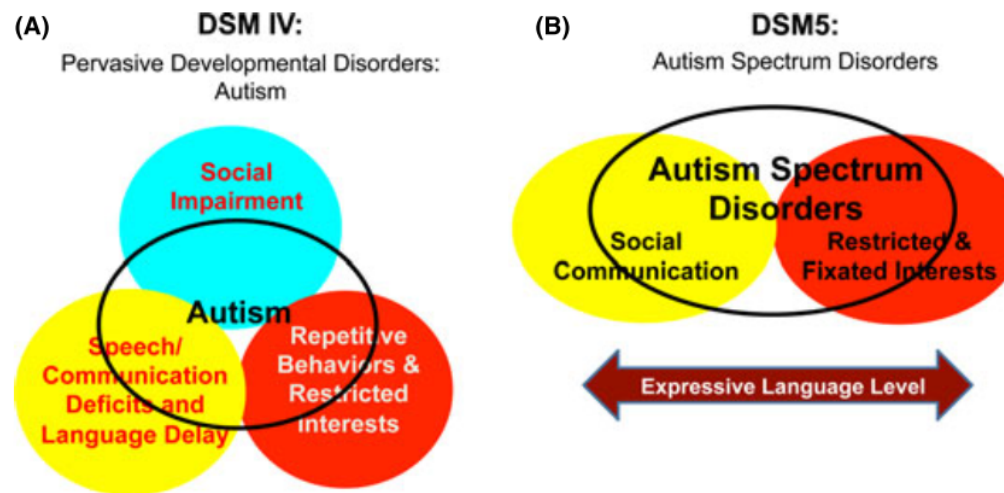 (A)
DSM IV:
Pervasive Developmental Disorders:
Autism
Social
Impairment
Autism
Speech/
Communication
Deficits and
Language Delay
Repetitive
Behaviors &
Restricted
Interests
(B)
DSM5:
Autism Spectrum Disorders
Autism Spectrum
Disorders
Social
Communication
Restricted &
Fixated Interests
Expressive Language Level